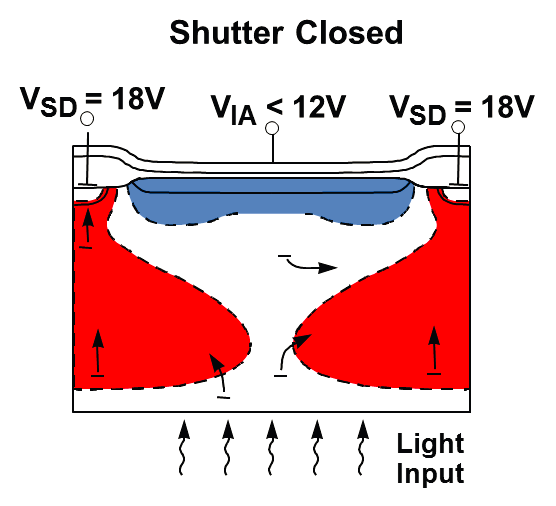 Shutter Closed
VSD = 18V VIA < 12V VSD = 18V
Light
Input